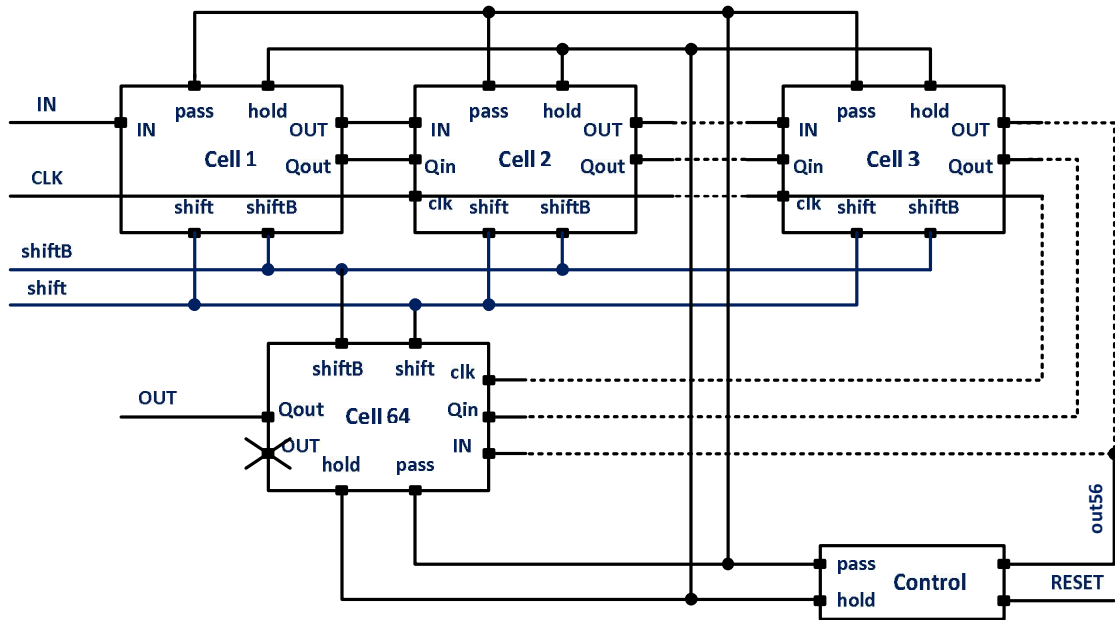 IN
pass
hold
IN
OUT
Cell 1
Qout
shift
shiftB
pass
hold
IN
OUT
Cell 2
Qin
Qout
clk
shift
shiftB
pass
hold
IN
OUT
Cell 3
Qin
Qout
clk
shift
shiftB
CLK
shiftB
shift
shiftB
shift
clk
OUT
Qout
Cell 64
Qin
OUT
IN
hold
pass
out56
pass
Control
hold
RESET